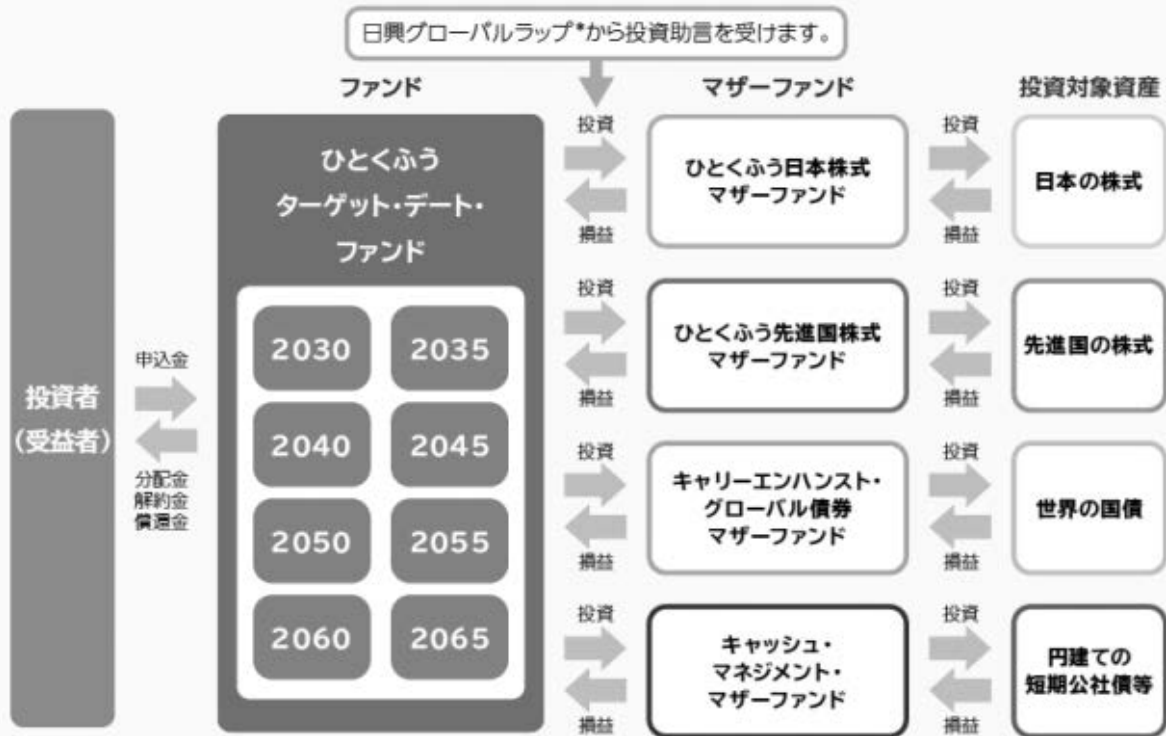 日興グローバルラップ*から投資助言を受けます。
ファンド
マザーファンド
投資対象資産
投資者
(受益者)
申込金
分配金
解約金
償還金
ひとくふう
ターゲット・デート・
ファンド
2030
2035
2040
2045
2050
2055
2060
2065
投資
損益
ひとくふう日本株式
マザーファンド
投資
損益
日本の株式
投資
損益
ひとくふう先進国株式
マザーファンド
投資
損益
先進国の株式
投資
損益
キャリーエンハンスト・
グローバル債券
マザーファンド
投資
損益
世界の国債
投資
損益
キャッシュ・
マネジメント・
マザーファンド
投資
損益
円建ての
短期公社債等